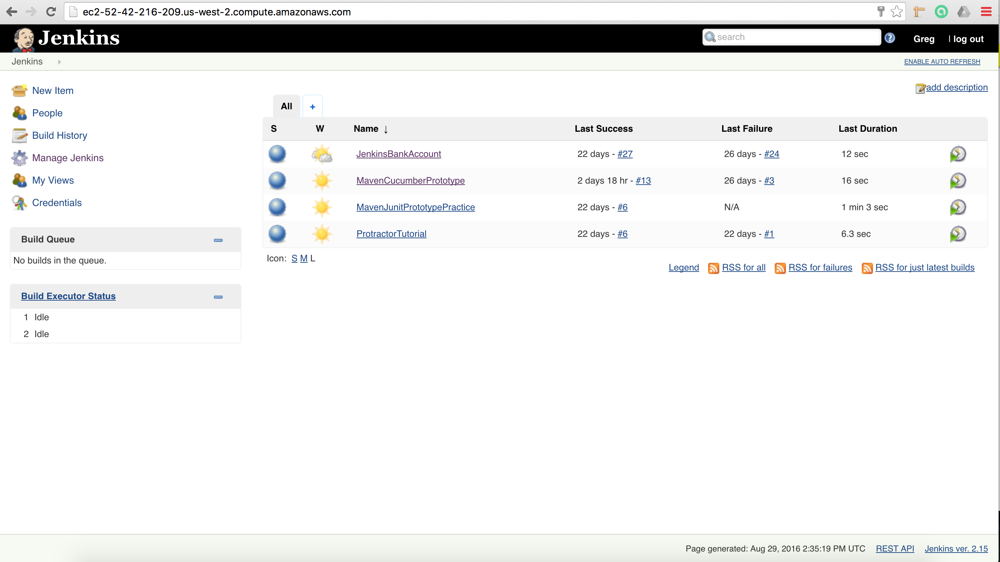 ec2-52-42-216-209.us-west-2.compute.amazonaws.com
Jenkins
search
Greg | log out
Jenkins
ENABLE AUTO REFRESH
New Item
People
Build History
Manage Jenkins
My Views
Credentials
Build Queue
No builds in the queue.
Build Executor Status
1 Idle
2 Idle
add description
All +
S W Name ↓ Last Success Last Failure Last Duration
JenkinsBankAccount 22 days - #27 26 days - #24 12 sec
MavenCucumberPrototype 2 days 18 hr - #13 26 days - #3 16 sec
MavenJunitPrototypePractice 22 days - #6 N/A 1 min 3 sec
ProtractorTutorial 22 days - #6 22 days - #1 6.3 sec
Icon: S M L
Legend RSS for all RSS for failures RSS for just latest builds
Page generated: Aug 29, 2016 2:35:19 PM UTC REST API Jenkins ver. 2.15